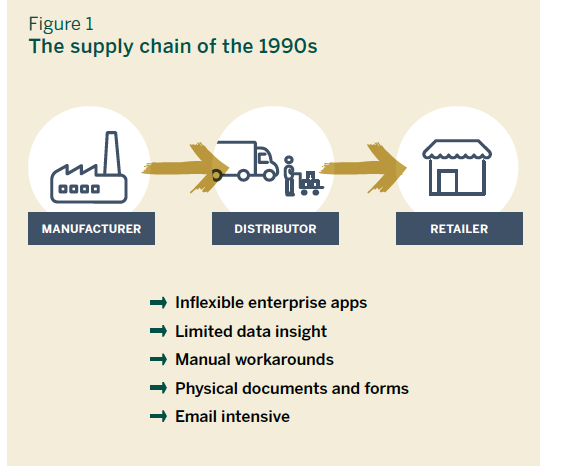 Figure 1
The supply chain of the 1990s
MANUFACTURER
DISTRIBUTOR
RETAILER
Inflexible enterprise apps
Limited data insight
Manual workarounds
Physical documents and forms
Email intensive